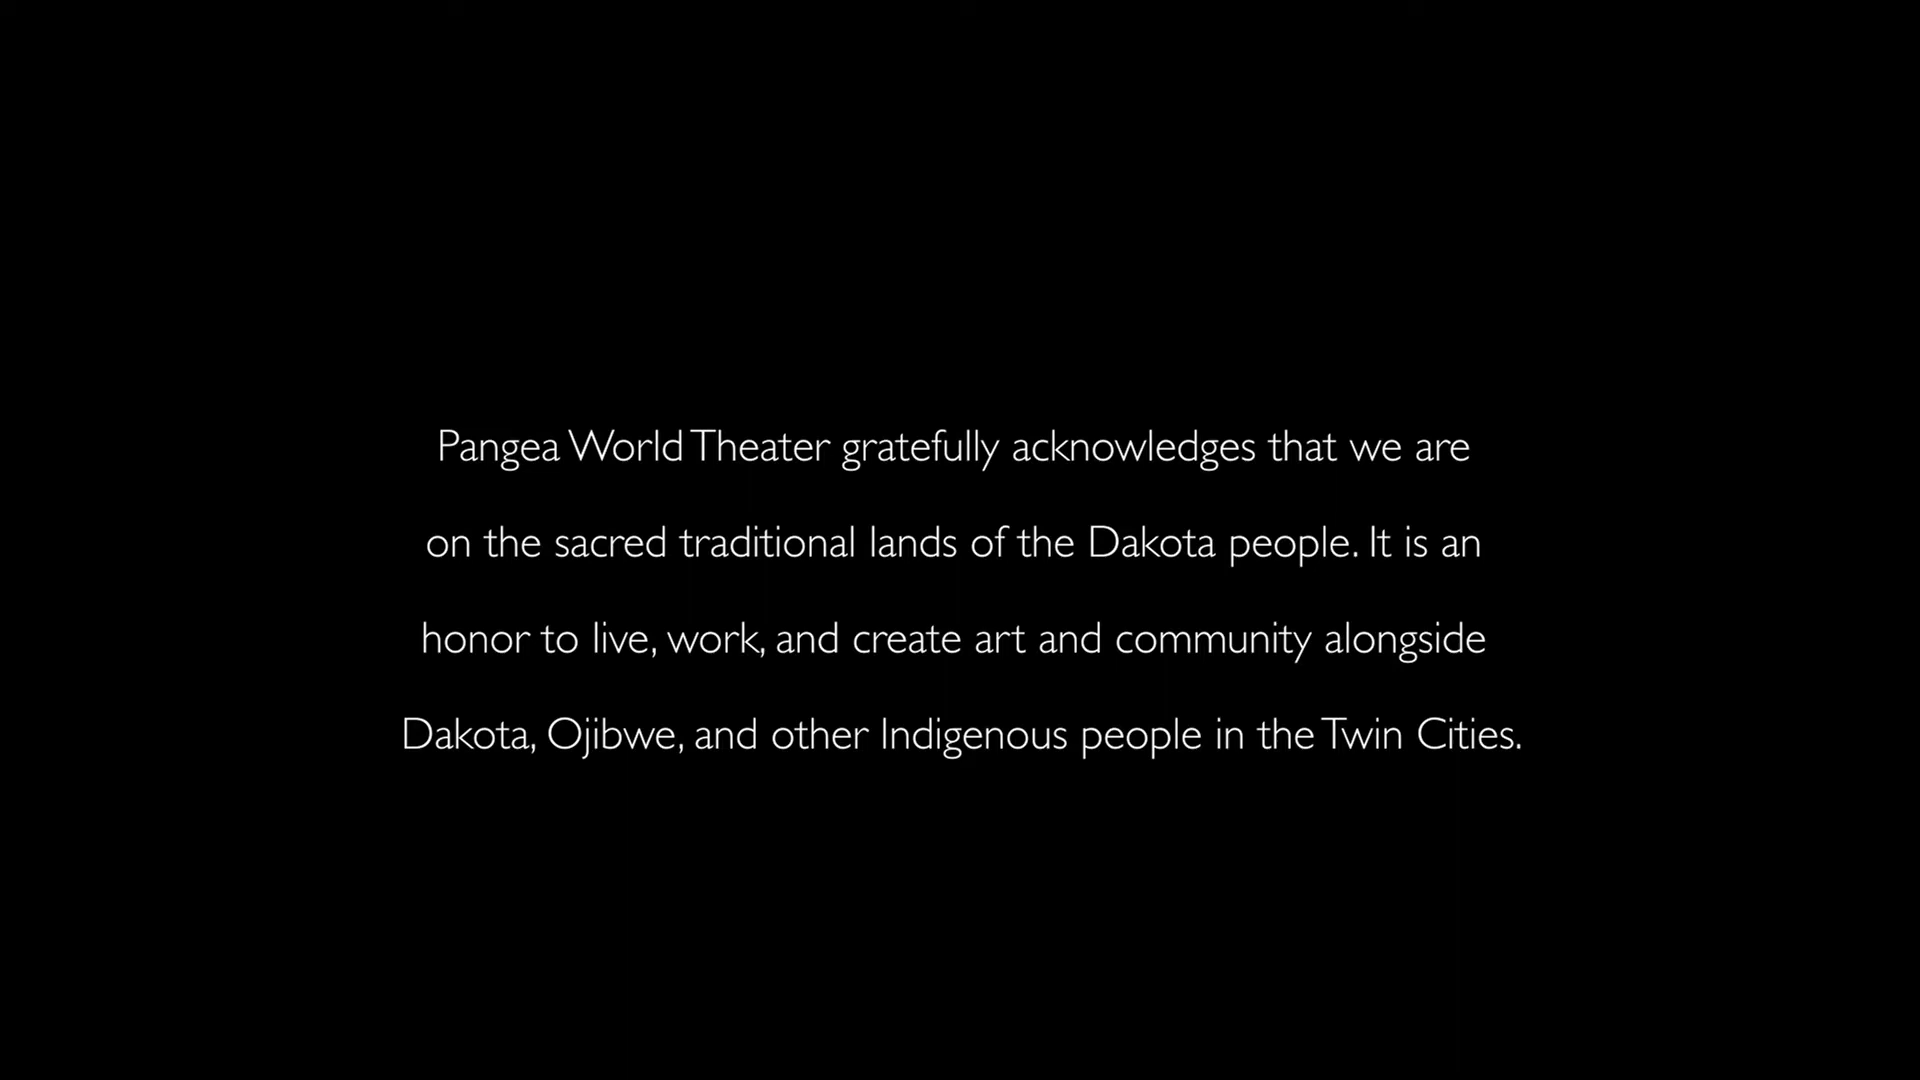 Pangea World Theater gratefully acknowledges that we are
on the sacred traditional lands of the Dakota people. It is an
honor to live, work, and create art and community alongside
Dakota, Ojibwe, and other Indigenous people in the Twin Cities.